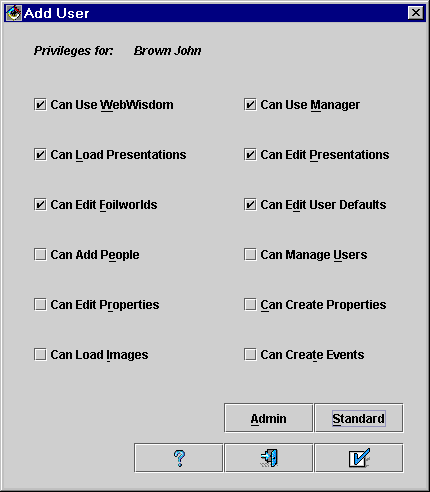 Add User
Privileges for: Brown John
Can Use WebWisdom Can Use Manager
Can Load Presentations Can Edit Presentations
Can Edit Foilworlds Can Edit User Defaults
Can Add People Can Manage Users
Can Edit Properties Can Create Properties
Can Load Images Can Create Events
Admin Standard
?